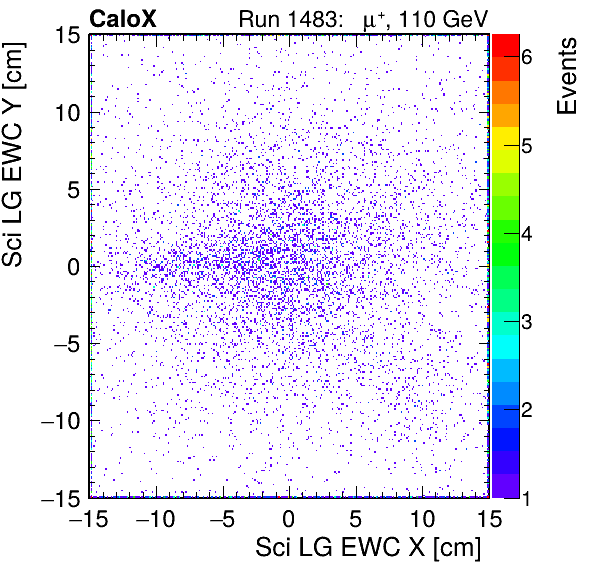 CaloX Run 1483: μ⁺, 110 GeV
Events
Sci LG EWC Y [cm]
15
10
5
0
−5
−10
−15
−15 −10 −5 0 5 10 15
Sci LG EWC X [cm]
6
5
4
3
2
1